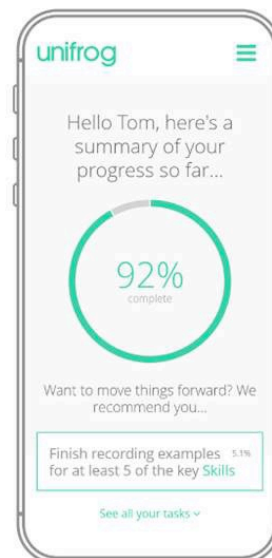 unifrog
Hello Tom, here's a
summary of your
progress so far...
92%
complete
Want to move things forward? We
recommend you...
Finish recording examples 5.1%
for at least 5 of the key Skills
See all your tasks